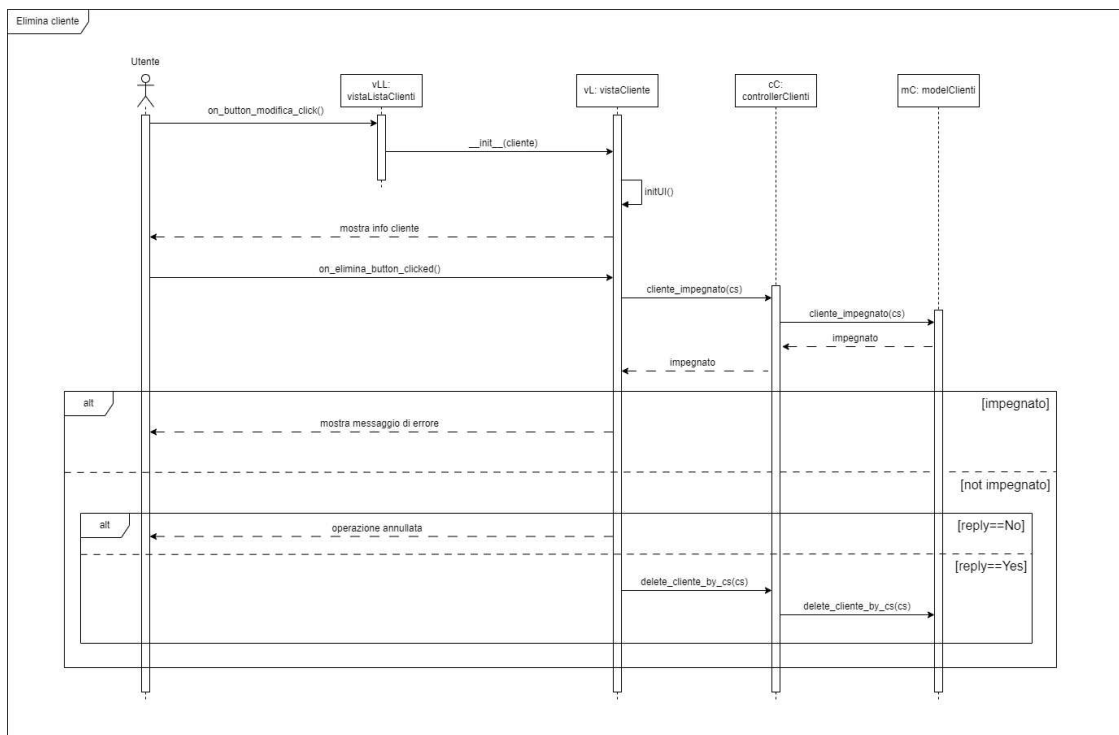 Elimina cliente
Utente
vLL:
vistaListaClienti
vL: vistaCliente
cC:
controllerClienti
mC: modelClienti
on_button_modifica_click()
__init__(cliente)
initUI()
mostra info cliente
on_elimina_button_clicked()
cliente_impegnato(cs)
cliente_impegnato(cs)
impegnato
impegnato
alt
[impegnato]
mostra messaggio di errore
[not impegnato]
alt
[reply==No]
operazione annullata
[reply==Yes]
delete_cliente_by_cs(cs)
delete_cliente_by_cs(cs)